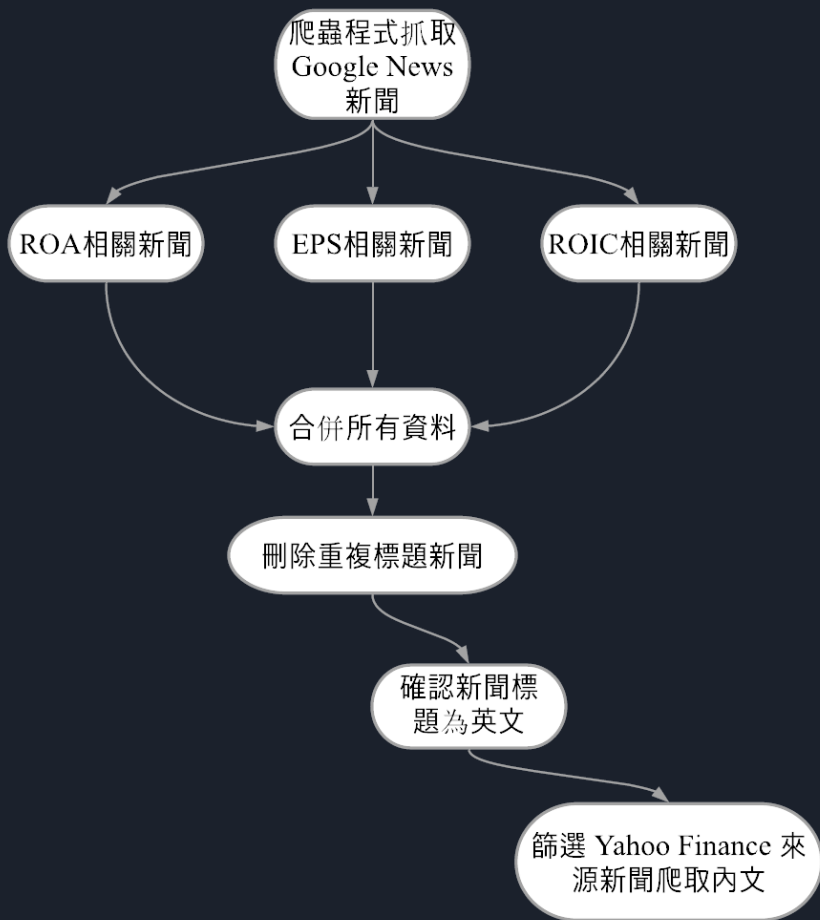 爬蟲程式抓取
Google News
新聞
ROA相關新聞
EPS相關新聞
ROIC相關新聞
合併所有資料
刪除重複標題新聞
確認新聞標
題為英文
篩選 Yahoo Finance 來
源新聞爬取內文